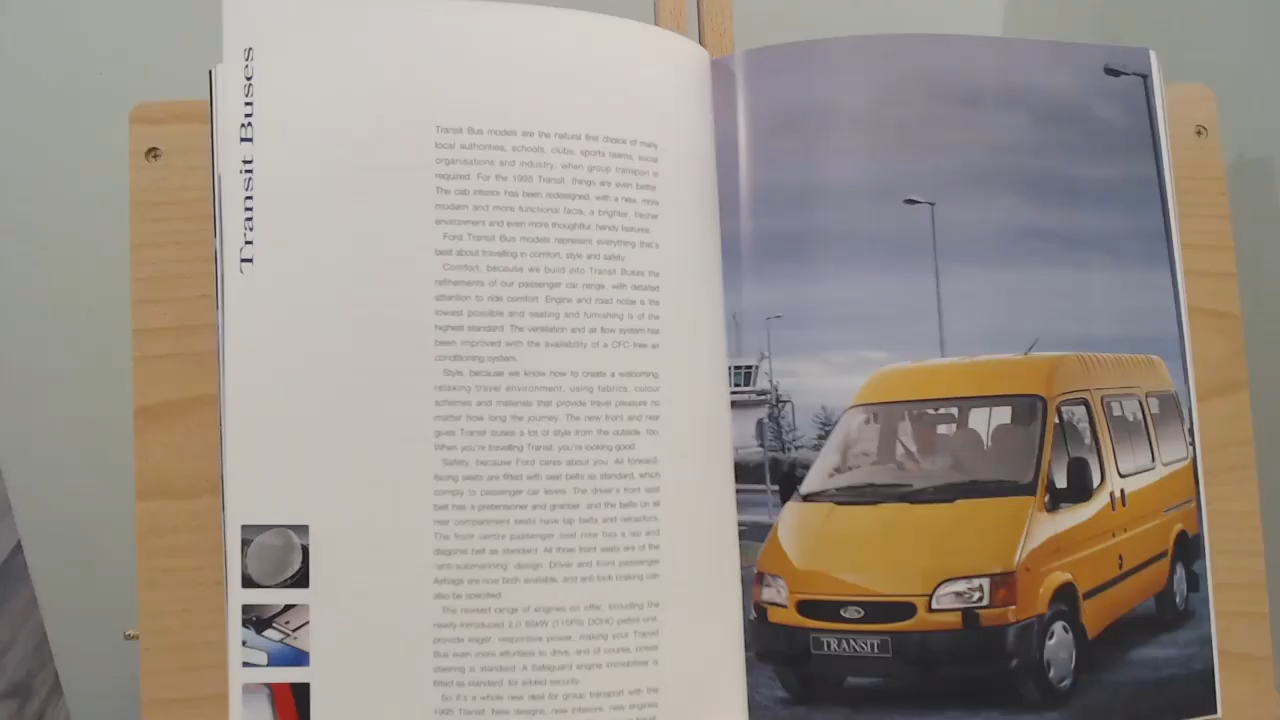 Transit Buses
Transit Bus models are the natural first choice of many
local authorities, schools, clubs, sports teams, social
organisations and industry, when group transport is
required. For the 1995 Transit, things are even better.
The cab interior has been redesigned, with a new, more
modern and more functional facia, a brighter, fresher
environment and even more thoughtful, handy features.
Ford Transit Bus models represent everything that's
best about travelling in comfort, style and safety.
Comfort, because we build into Transit Buses the
refinements of our passenger car range, with detailed
attention to ride comfort. Engine and road noise is the
lowest possible and seating and furnishing is of the
highest standard. The ventilation and air flow system has
been improved with the availability of a CFC-free air
conditioning system.
Style, because we know how to create a welcoming,
relaxing travel environment, using fabrics, colour
schemes and materials that provide travel pleasure no
matter how long the journey. The new front and rear
gives Transit buses a lot of style from the outside, too.
When you're travelling Transit, you're looking good.
Safety, because Ford cares about you. All forward-
facing seats are fitted with seat belts as standard, which
comply to passenger car levels. The driver's front seat
belt has a pretensioner and grabber, and the belts on all
rear compartment seats have lap belts and retractors.
The front centre passenger seat now has a lap and
diagonal belt as standard. All three front seats are of the
'anti-submarining' design. Driver and front passenger
Airbags are now both available, and anti-lock braking can
also be specified.
The revised range of engines on offer, including the
newly-introduced 2.0 85kW (115PS) DOHC petrol unit,
provide eager, responsive power, making your Transit
Bus even more effortless to drive, and of course, power
steering is standard. A Safeguard engine immobiliser is
fitted as standard, for added security.
So it's a whole new deal for group transport with the
1995 Transit. New designs, new interiors, new engines
travel.
Ford
TRANSIT